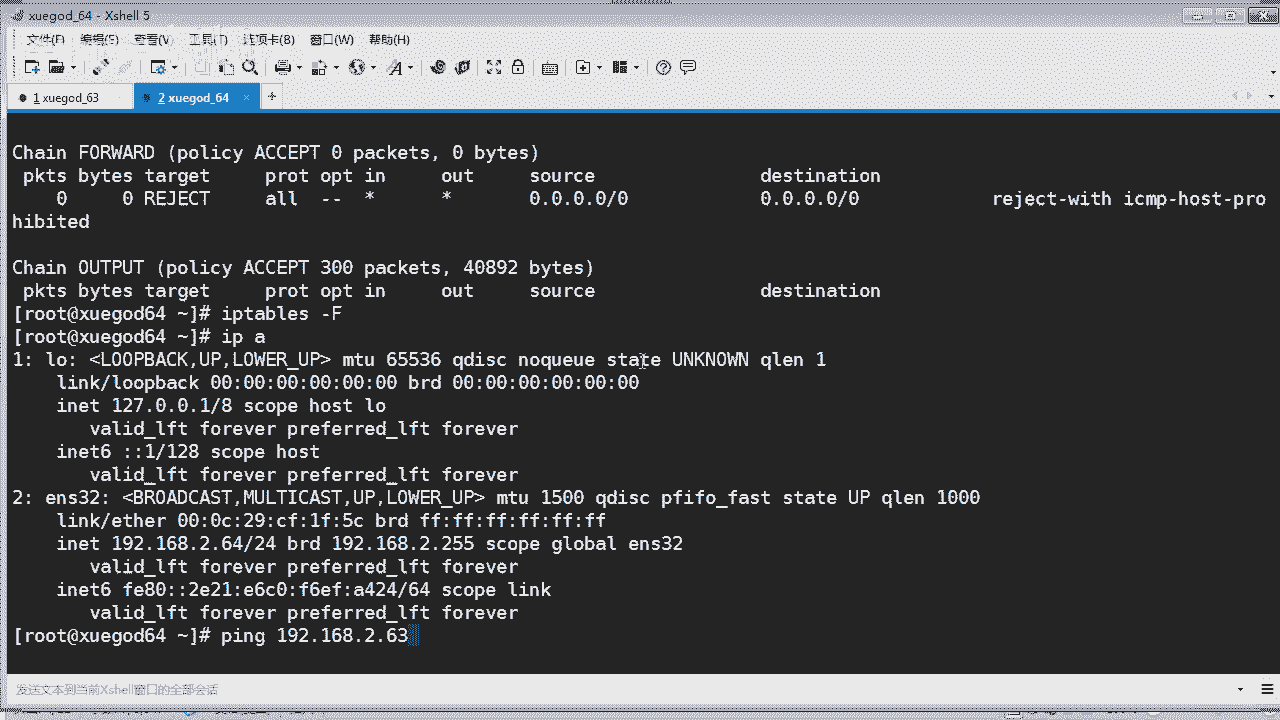 xuegod_64 - Xshell 5
文件(F) 编辑(E) 查看(V) 工具(T) 选项卡(B) 窗口(W) 帮助(H)
1 xuegod_63 2 xuegod_64 × +
Chain FORWARD (policy ACCEPT 0 packets, 0 bytes)
pkts bytes target prot opt in out source destination
0 0 REJECT all -- * * 0.0.0.0/0 0.0.0.0/0 reject-with icmp-host-pro
hibited
Chain OUTPUT (policy ACCEPT 300 packets, 40892 bytes)
pkts bytes target prot opt in out source destination
[root@xuegod64 ~]# iptables -F
[root@xuegod64 ~]# ip a
1: lo: <LOOPBACK,UP,LOWER_UP> mtu 65536 qdisc noqueue state UNKNOWN qlen 1
link/loopback 00:00:00:00:00:00 brd 00:00:00:00:00:00
inet 127.0.0.1/8 scope host lo
valid_lft forever preferred_lft forever
inet6 ::1/128 scope host
valid_lft forever preferred_lft forever
2: ens32: <BROADCAST,MULTICAST,UP,LOWER_UP> mtu 1500 qdisc pfifo_fast state UP qlen 1000
link/ether 00:0c:29:cf:1f:5c brd ff:ff:ff:ff:ff:ff
inet 192.168.2.64/24 brd 192.168.2.255 scope global ens32
valid_lft forever preferred_lft forever
inet6 fe80::2e21:e6c0:f6ef:a424/64 scope link
valid_lft forever preferred_lft forever
[root@xuegod64 ~]# ping 192.168.2.63
发送文本到当前Xshell窗口的全部会话